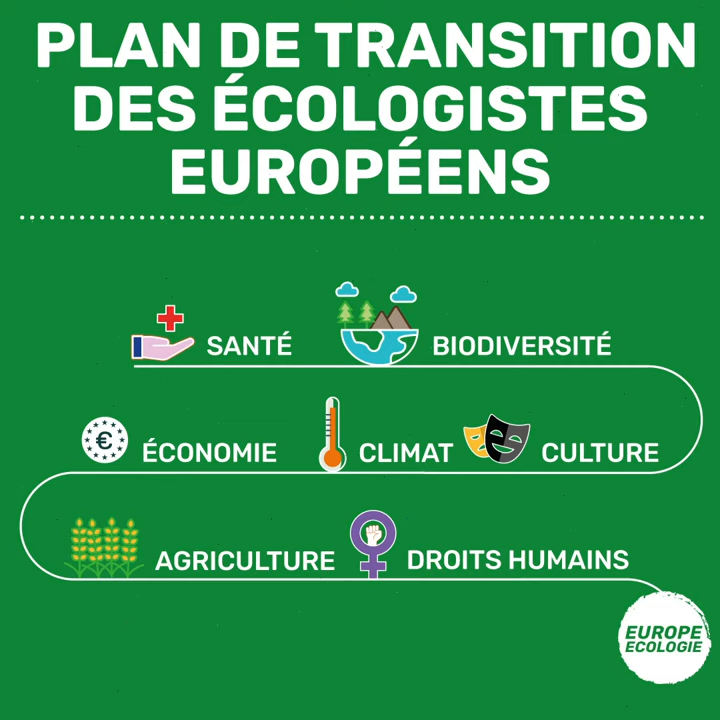 PLAN DE TRANSITION
DES ÉCOLOGISTES
EUROPÉENS
SANTÉ
BIODIVERSITÉ
€
ÉCONOMIE
CLIMAT
CULTURE
AGRICULTURE
DROITS HUMAINS
EUROPE
ECOLOGIE